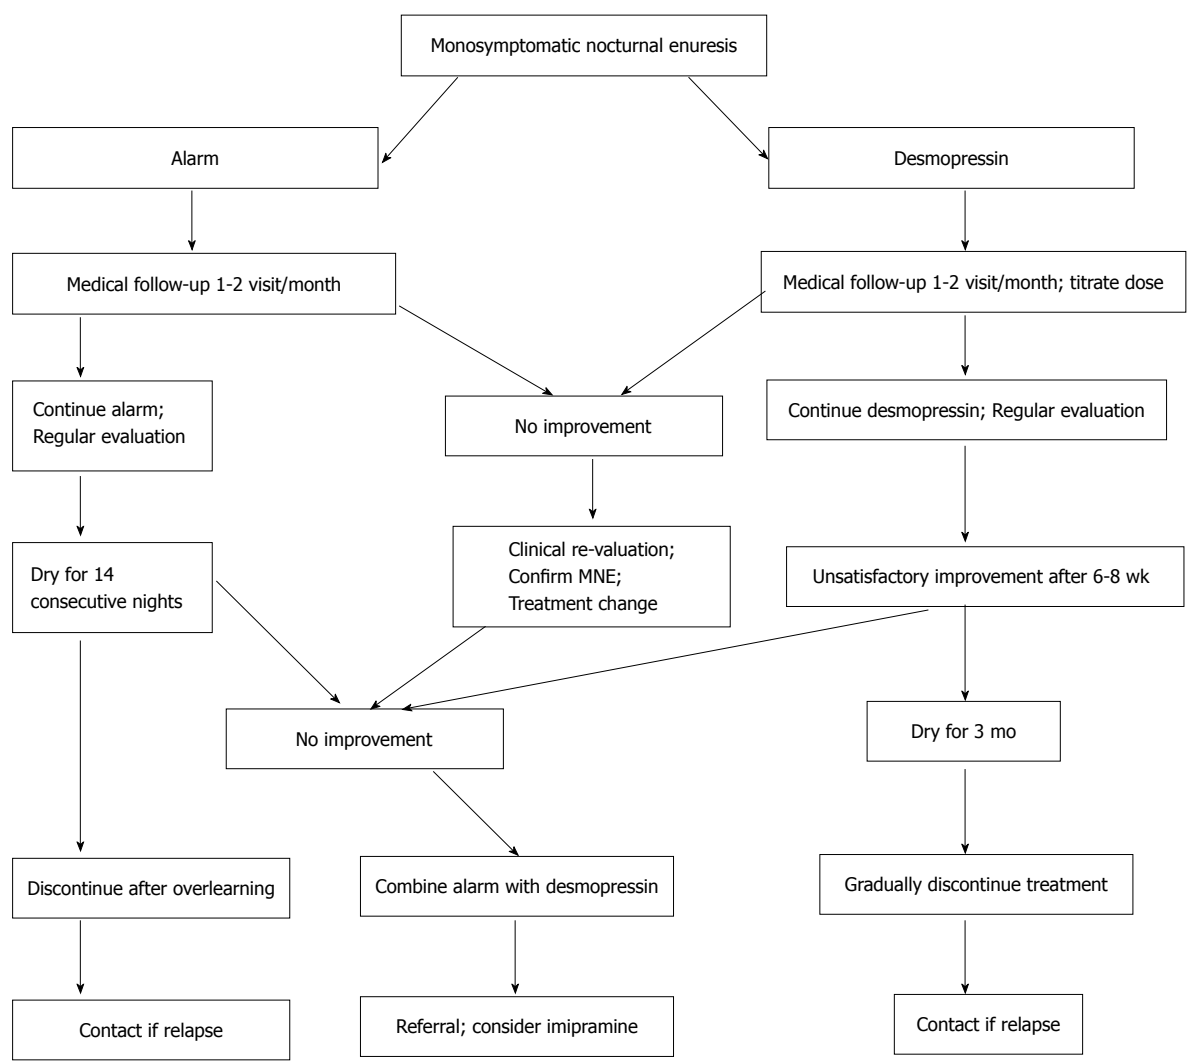 Monosymptomatic nocturnal enuresis
Alarm
Desmopressin
Medical follow-up 1-2 visit/month
Medical follow-up 1-2 visit/month; titrate dose
Continue alarm;
Regular evaluation
No improvement
Continue desmopressin; Regular evaluation
Dry for 14
consecutive nights
Clinical re-valuation;
Confirm MNE;
Treatment change
Unsatisfactory improvement after 6-8 wk
No improvement
Dry for 3 mo
Discontinue after overlearning
Combine alarm with desmopressin
Gradually discontinue treatment
Contact if relapse
Referral; consider imipramine
Contact if relapse